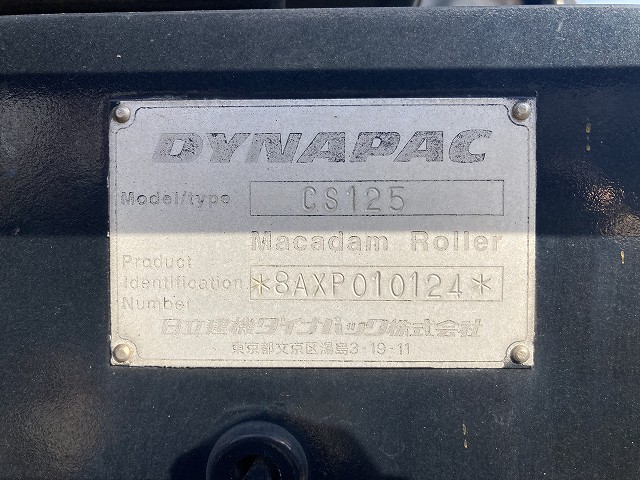 DYNAPAC
Model/type CS125
Macadam Roller
Product
Identification *8AXP010124*
Number
日立建機ダイナパック株式会社
東京都文京区湯島3-19-11